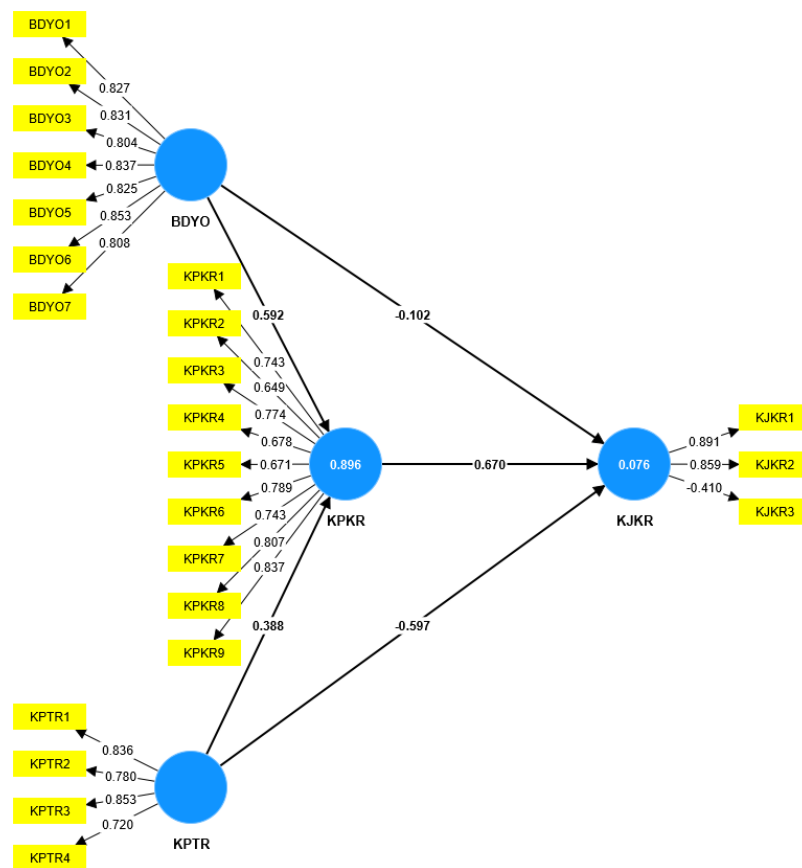 BDYO1
BDYO2
BDYO3
BDYO4
BDYO5
BDYO6
BDYO7
0.827
0.831
0.804
0.837
0.825
0.853
0.808
BDYO
KPKR1
KPKR2
KPKR3
KPKR4
KPKR5
KPKR6
KPKR7
KPKR8
KPKR9
0.592
-0.102
0.743
0.649
0.774
0.678
0.671
0.789
0.743
0.807
0.837
0.896
KPKR
0.670
0.076
KJKR
0.891
0.859
-0.410
KJKR1
KJKR2
KJKR3
0.388
-0.597
KPTR1
KPTR2
KPTR3
KPTR4
0.836
0.780
0.853
0.720
KPTR